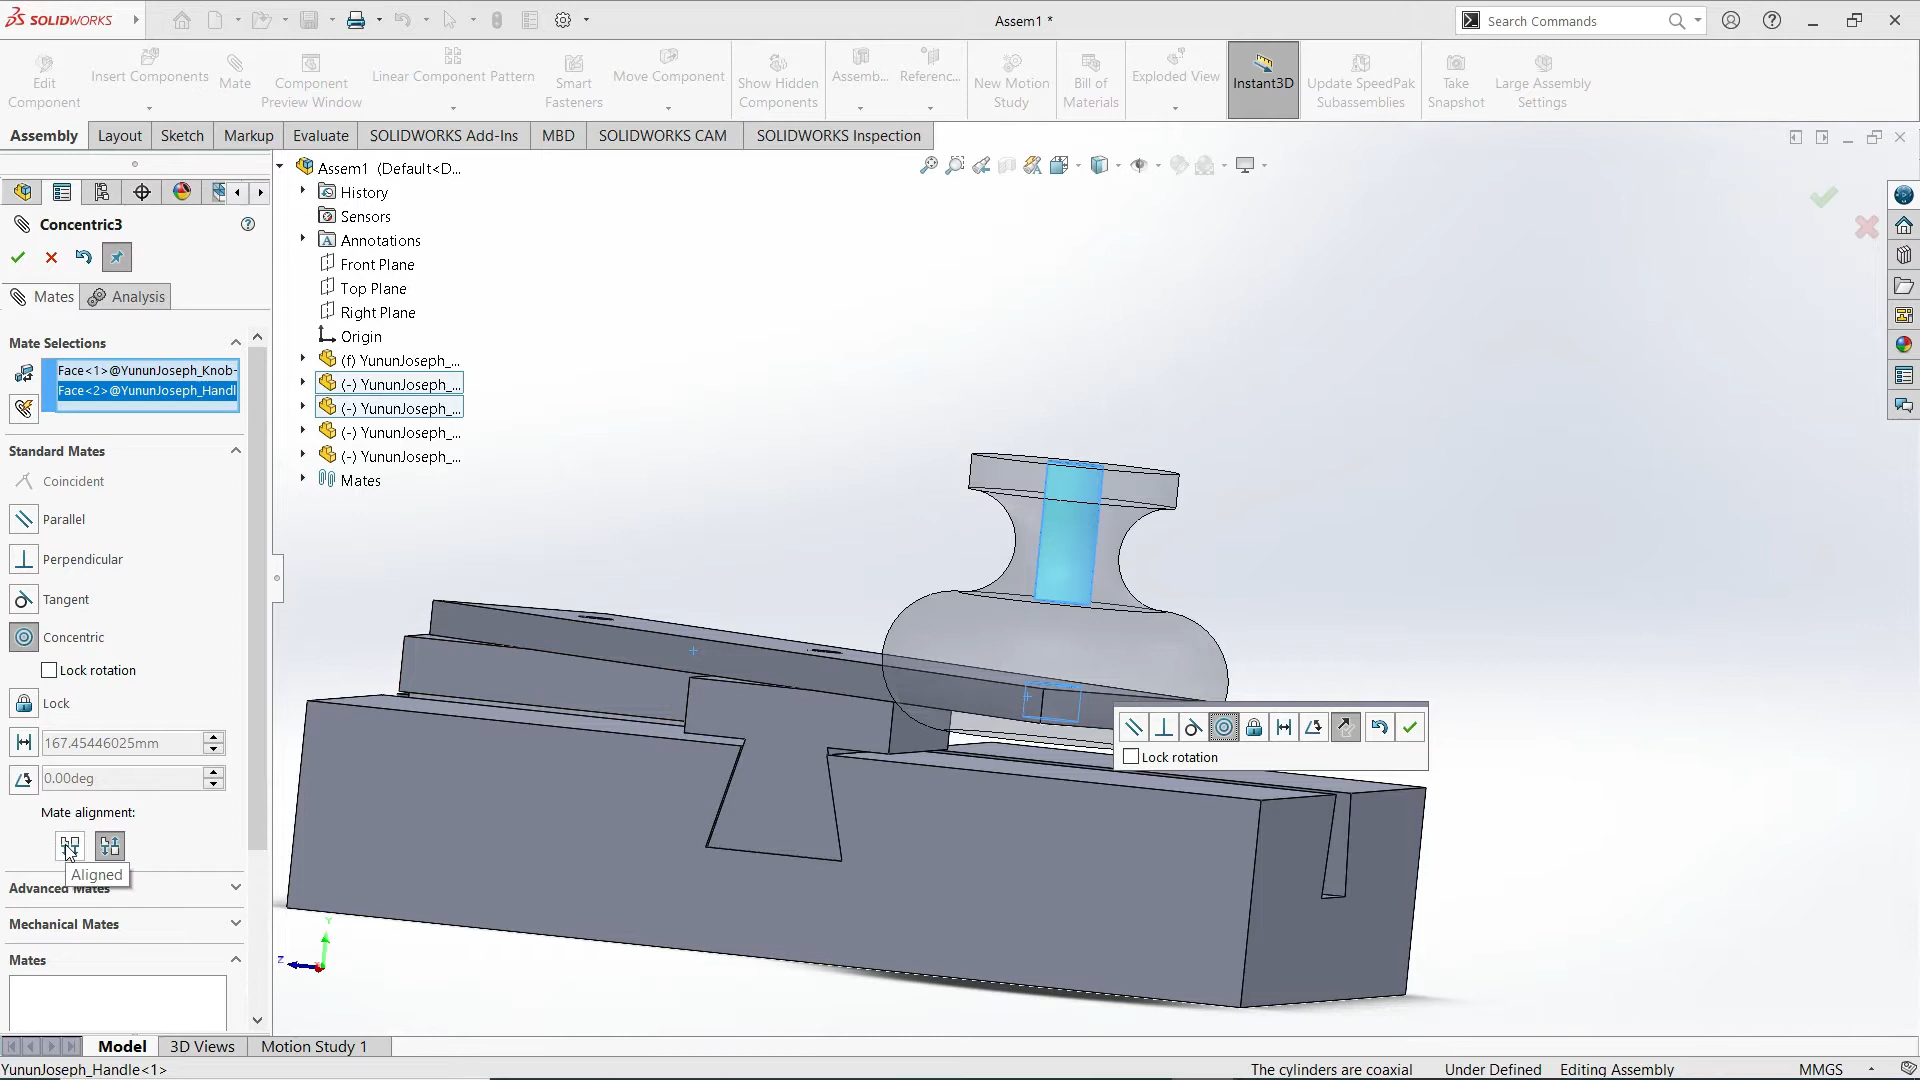 SOLIDWORKS
Assem1 *
Search Commands
Edit Component
Insert Components
Mate
Component Preview Window
Linear Component Pattern
Smart Fasteners
Move Component
Show Hidden Components
Assemb...
Referenc...
New Motion Study
Bill of Materials
Exploded View
Instant3D
Update SpeedPak Subassemblies
Take Snapshot
Large Assembly Settings
Assembly
Layout
Sketch
Markup
Evaluate
SOLIDWORKS Add-Ins
MBD
SOLIDWORKS CAM
SOLIDWORKS Inspection
Concentric3
Mates
Analysis
Mate Selections
Face<1>@YununJoseph_Knob-
Face<2>@YununJoseph_Handl
Standard Mates
Coincident
Parallel
Perpendicular
Tangent
Concentric
Lock rotation
Lock
167.45446025mm
0.00deg
Mate alignment:
Aligned
Advanced Mates
Mechanical Mates
Mates
Assem1 (Default<D...
History
Sensors
Annotations
Front Plane
Top Plane
Right Plane
Origin
(f) YununJoseph_...
(-) YununJoseph_...
(-) YununJoseph_...
(-) YununJoseph_...
(-) YununJoseph_...
Mates
Lock rotation
Y
Z
Model
3D Views
Motion Study 1
YununJoseph_Handle<1>
The cylinders are coaxial
Under Defined
Editing Assembly
MMGS